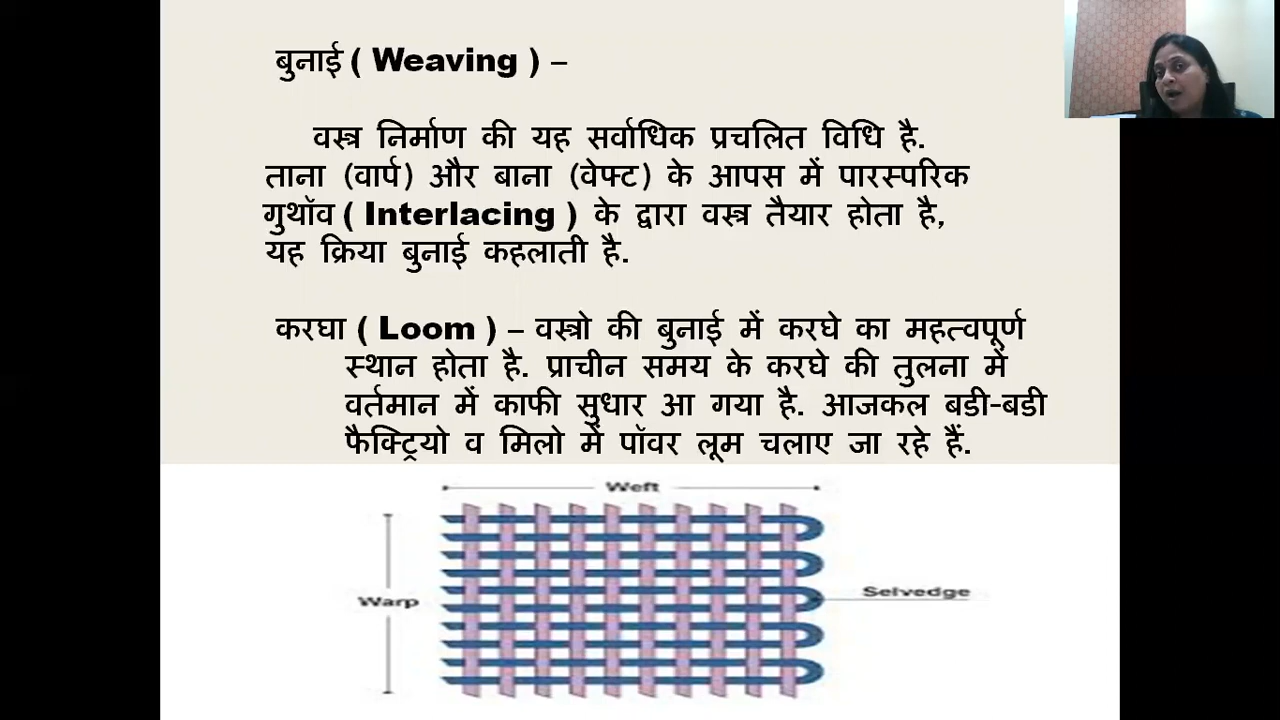 बुनाई ( Weaving ) –
वस्त्र निर्माण की यह सर्वाधिक प्रचलित विधि है.
ताना (वार्प) और बाना (वेफ्ट) के आपस में पारस्परिक
गुथॉव ( Interlacing ) के द्वारा वस्त्र तैयार होता है,
यह क्रिया बुनाई कहलाती है.
करघा ( Loom ) – वस्त्रो की बुनाई में करघे का महत्वपूर्ण
स्थान होता है. प्राचीन समय के करघे की तुलना में
वर्तमान में काफी सुधार आ गया है. आजकल बडी-बडी
फैक्ट्रियो व मिलो में पॉवर लूम चलाए जा रहे हैं.
Weft
Selvedge
Warp